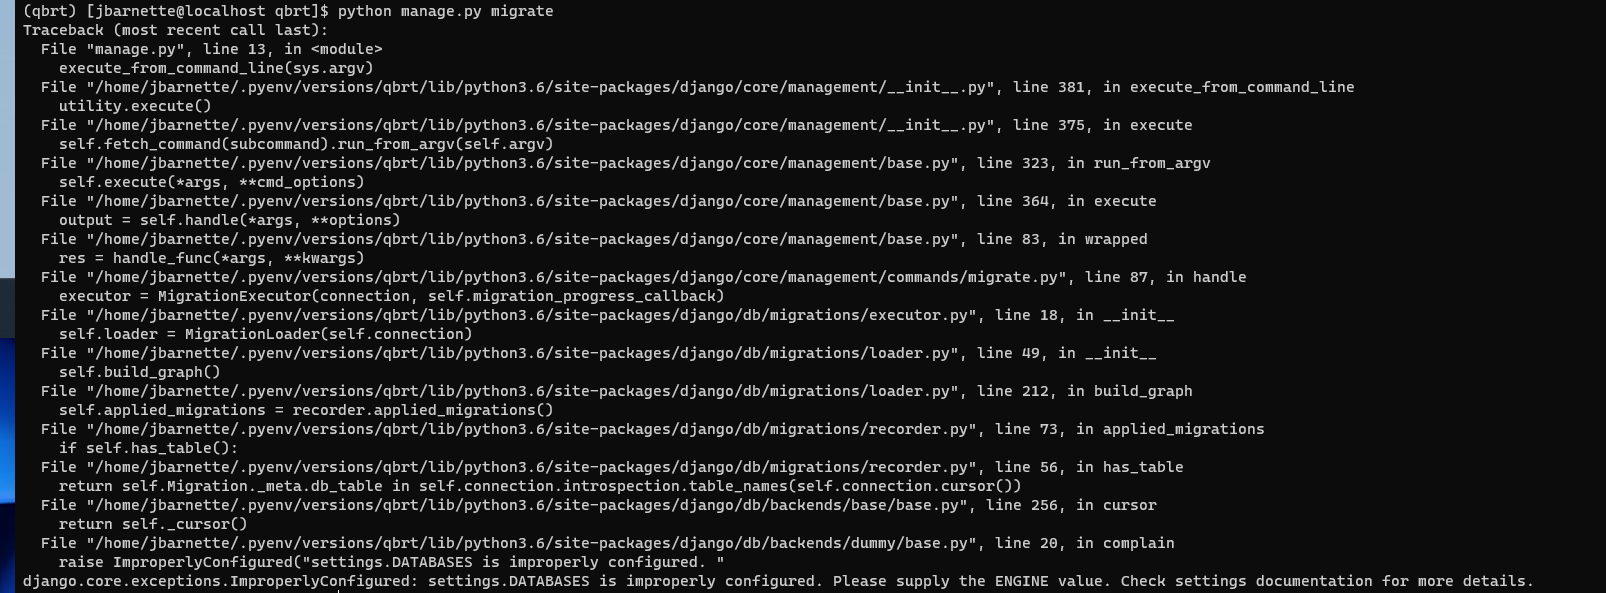 (qbrt) [jbarnette@localhost qbrt]$ python manage.py migrate
Traceback (most recent call last):
  File "manage.py", line 13, in <module>
    execute_from_command_line(sys.argv)
  File "/home/jbarnette/.pyenv/versions/qbrt/lib/python3.6/site-packages/django/core/management/__init__.py", line 381, in execute_from_command_line
    utility.execute()
  File "/home/jbarnette/.pyenv/versions/qbrt/lib/python3.6/site-packages/django/core/management/__init__.py", line 375, in execute
    self.fetch_command(subcommand).run_from_argv(self.argv)
  File "/home/jbarnette/.pyenv/versions/qbrt/lib/python3.6/site-packages/django/core/management/base.py", line 323, in run_from_argv
    self.execute(*args, **cmd_options)
  File "/home/jbarnette/.pyenv/versions/qbrt/lib/python3.6/site-packages/django/core/management/base.py", line 364, in execute
    output = self.handle(*args, **options)
  File "/home/jbarnette/.pyenv/versions/qbrt/lib/python3.6/site-packages/django/core/management/base.py", line 83, in wrapped
    res = handle_func(*args, **kwargs)
  File "/home/jbarnette/.pyenv/versions/qbrt/lib/python3.6/site-packages/django/core/management/commands/migrate.py", line 87, in handle
    executor = MigrationExecutor(connection, self.migration_progress_callback)
  File "/home/jbarnette/.pyenv/versions/qbrt/lib/python3.6/site-packages/django/db/migrations/executor.py", line 18, in __init__
    self.loader = MigrationLoader(self.connection)
  File "/home/jbarnette/.pyenv/versions/qbrt/lib/python3.6/site-packages/django/db/migrations/loader.py", line 49, in __init__
    self.build_graph()
  File "/home/jbarnette/.pyenv/versions/qbrt/lib/python3.6/site-packages/django/db/migrations/loader.py", line 212, in build_graph
    self.applied_migrations = recorder.applied_migrations()
  File "/home/jbarnette/.pyenv/versions/qbrt/lib/python3.6/site-packages/django/db/migrations/recorder.py", line 73, in applied_migrations
    if self.has_table():
  File "/home/jbarnette/.pyenv/versions/qbrt/lib/python3.6/site-packages/django/db/migrations/recorder.py", line 56, in has_table
    return self.Migration._meta.db_table in self.connection.introspection.table_names(self.connection.cursor())
  File "/home/jbarnette/.pyenv/versions/qbrt/lib/python3.6/site-packages/django/db/backends/base/base.py", line 256, in cursor
    return self._cursor()
  File "/home/jbarnette/.pyenv/versions/qbrt/lib/python3.6/site-packages/django/db/backends/dummy/base.py", line 20, in complain
    raise ImproperlyConfigured("settings.DATABASES is improperly configured. "
django.core.exceptions.ImproperlyConfigured: settings.DATABASES is improperly configured. Please supply the ENGINE value. Check settings documentation for more details.